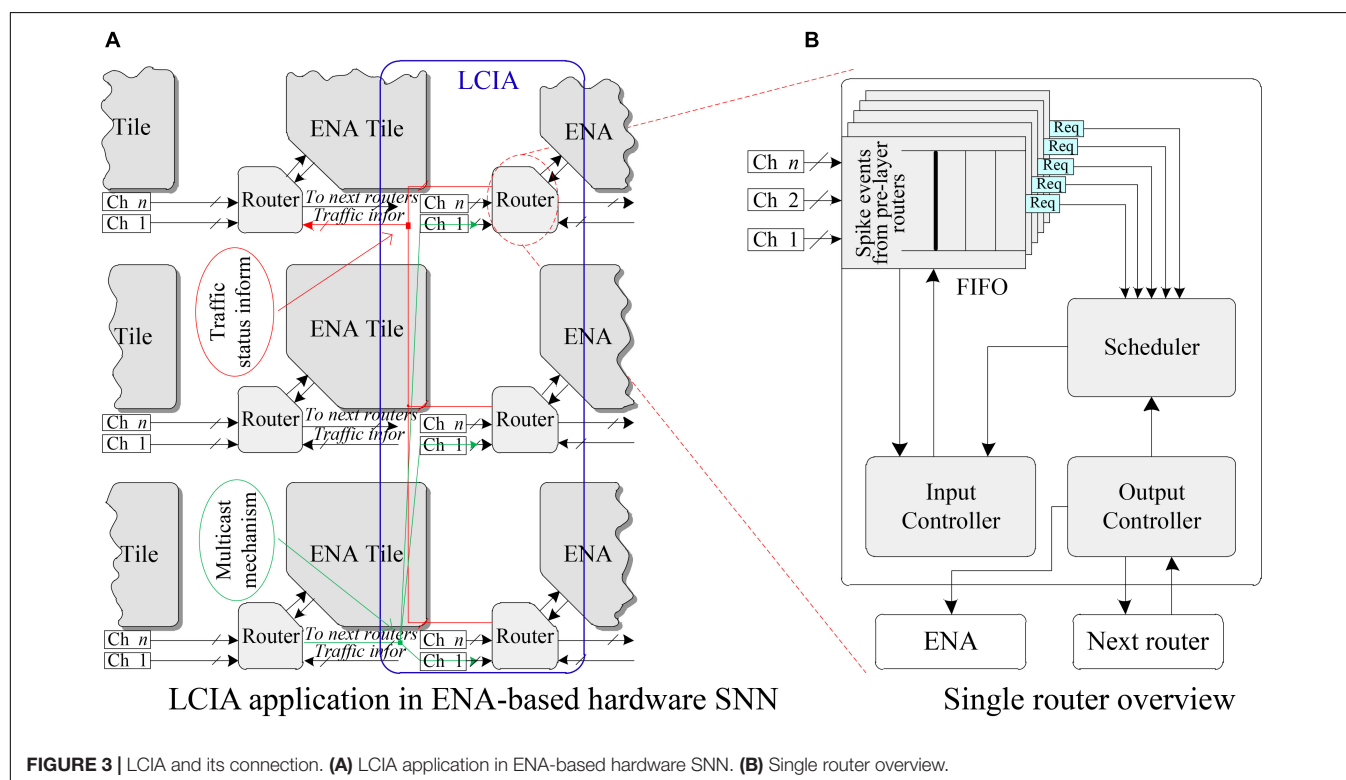 A
B
LCIA
Tile
ENA Tile
ENA
Ch n
Ch 1
Router
To next routers
Traffic infor
Ch n
Ch 1
Router
Traffic
status inform
Tile
ENA Tile
ENA
Ch n
Ch 1
Router
To next routers
Traffic infor
Ch n
Ch 1
Router
Multicast
mechanism
Tile
ENA Tile
ENA
Ch n
Ch 1
Router
To next routers
Traffic infor
Ch n
Ch 1
Router
LCIA application in ENA-based hardware SNN
Ch n
Ch 2
Ch 1
Spike events
from pre-layer
routers
Req
Req
Req
Req
Req
FIFO
Scheduler
Input
Controller
Output
Controller
ENA
Next router
Single router overview
FIGURE 3 | LCIA and its connection. (A) LCIA application in ENA-based hardware SNN. (B) Single router overview.